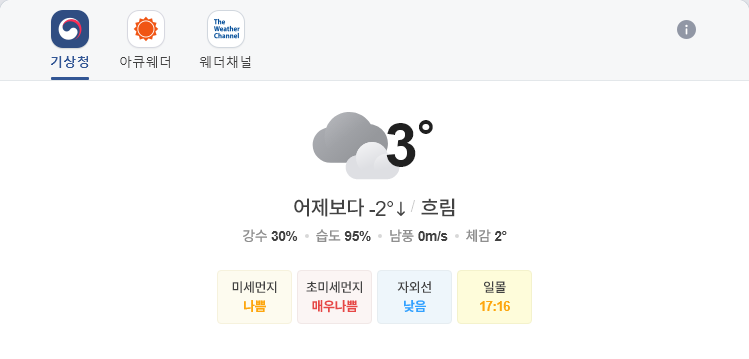 The
Weather
Channel
기상청 아큐웨더 웨더채널
3°
어제보다 -2°↓ / 흐림
강수 30% • 습도 95% • 남풍 0m/s • 체감 2°
미세먼지 초미세먼지 자외선 일몰
나쁨 매우나쁨 낮음 17:16